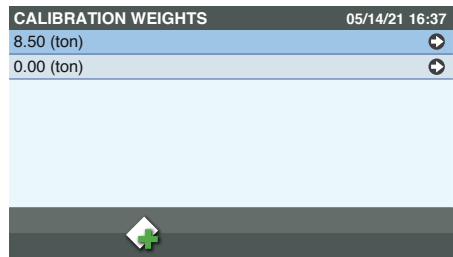 CALIBRATION WEIGHTS 05/14/21 16:37
8.50 (ton)
0.00 (ton)